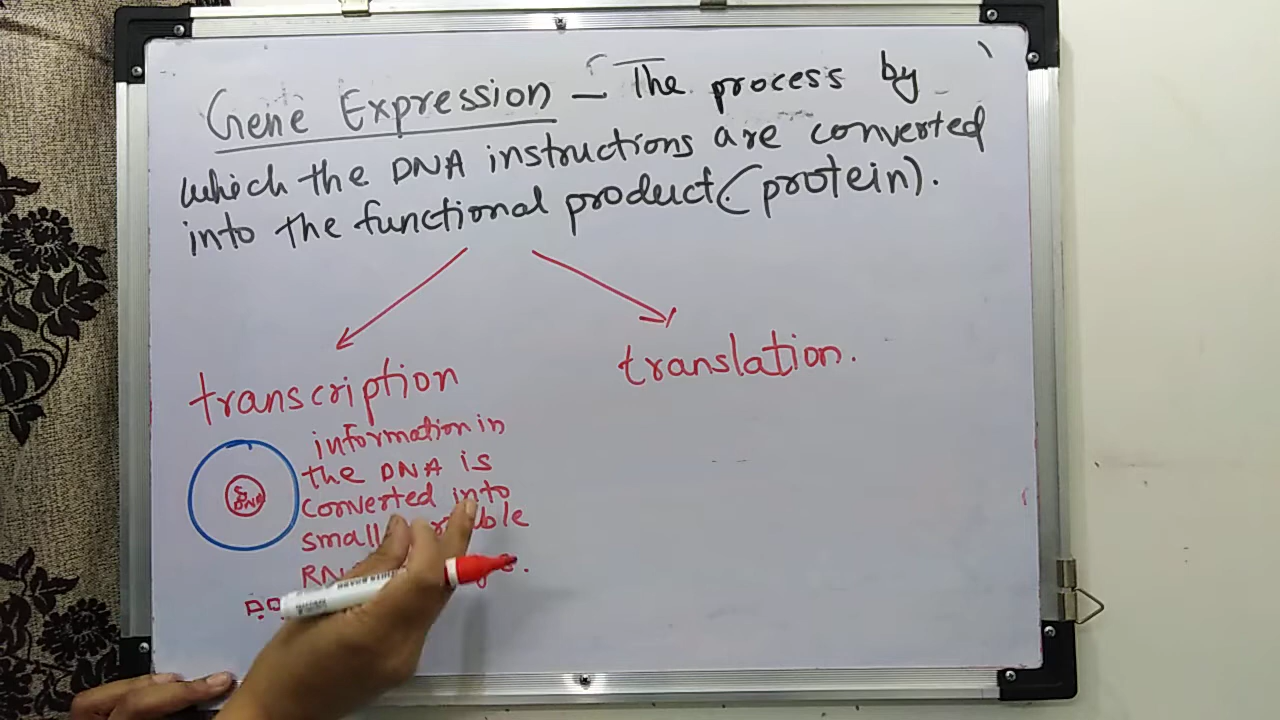 Gene Expression – The process by
which the DNA instructions are converted
into the functional product (protein).
transcription
translation.
information in
the DNA is
converted into
small
DNA